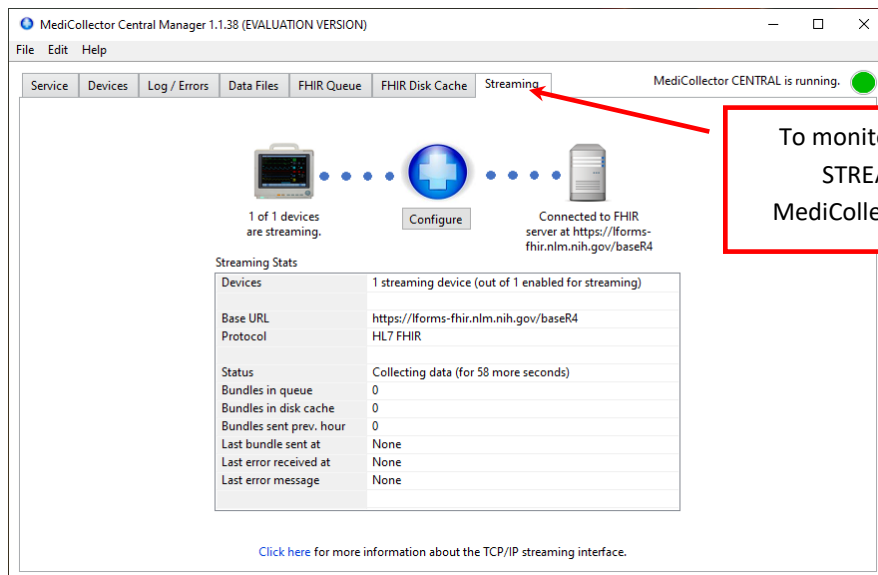 MediCollector Central Manager 1.1.38 (EVALUATION VERSION)
File Edit Help
Service Devices Log / Errors Data Files FHIR Queue FHIR Disk Cache Streaming
MediCollector CENTRAL is running.
To monito
STREA
MediColle
1 of 1 devices
are streaming.
Configure
Connected to FHIR
server at https://lforms-
fhir.nlm.nih.gov/baseR4
Streaming Stats
Devices 1 streaming device (out of 1 enabled for streaming)
Base URL https://lforms-fhir.nlm.nih.gov/baseR4
Protocol HL7 FHIR
Status Collecting data (for 58 more seconds)
Bundles in queue 0
Bundles in disk cache 0
Bundles sent prev. hour 0
Last bundle sent at None
Last error received at None
Last error message None
Click here for more information about the TCP/IP streaming interface.